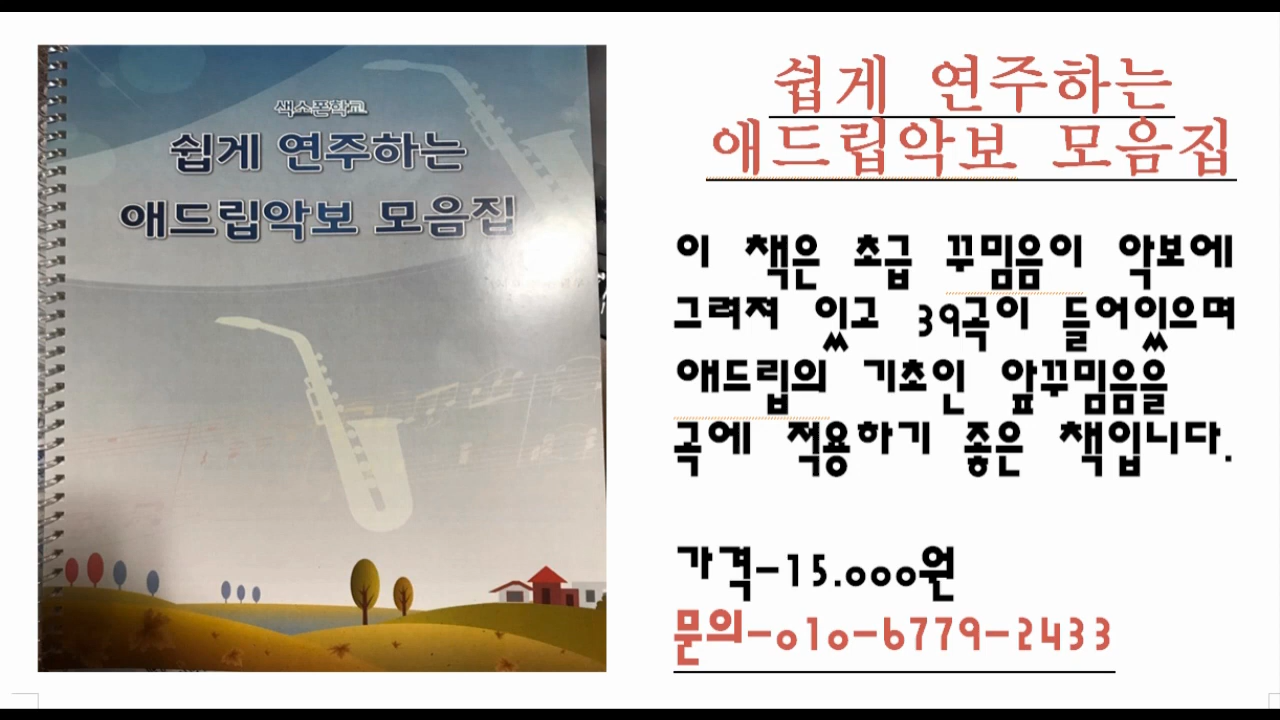 색소폰학교
쉽게 연주하는
애드립악보 모음집
쉽게 연주하는
애드립악보 모음집
이 책은 초급 꾸밈음이 악보에
그려져 있고 39곡이 들어있으며
애드립의 기초인 앞꾸밈음을
곡에 적용하기 좋은 책입니다.
가격-15.000원
문의-010-6779-2433